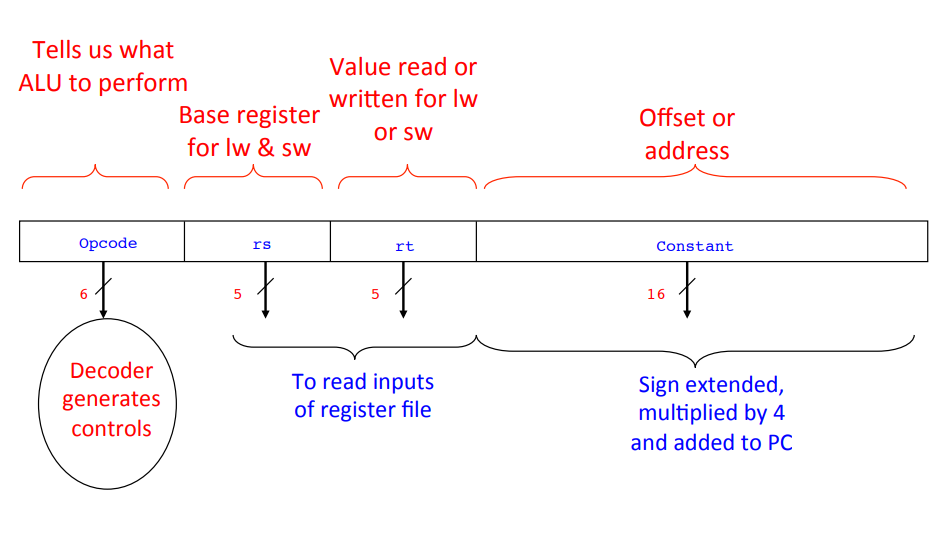 Tells us what
ALU to perform
Base register
for lw & sw
Value read or
written for lw
or sw
Offset or
address
Opcode
rs
rt
Constant
6
5
5
16
Decoder
generates
controls
To read inputs
of register file
Sign extended,
multiplied by 4
and added to PC